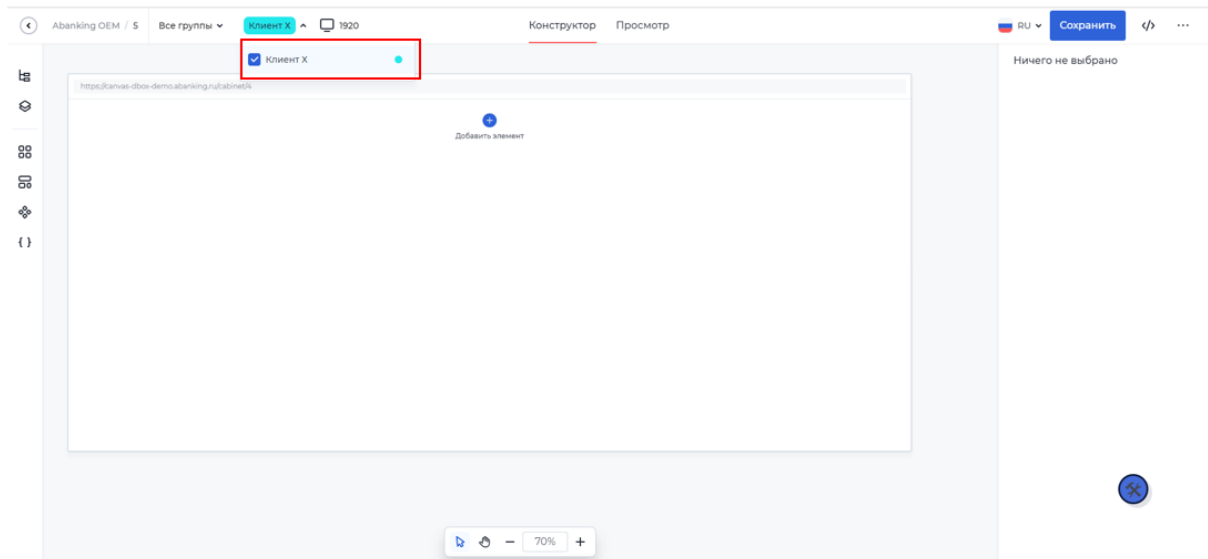 Abanking OEM / 5 Все группы Клиент X 1920 Конструктор Просмотр RU Сохранить </> ...
Клиент X
Ничего не выбрано
https://canvas-dbox-demo.abanking.ru/cabinet/4
Добавить элемент
{ }
70%